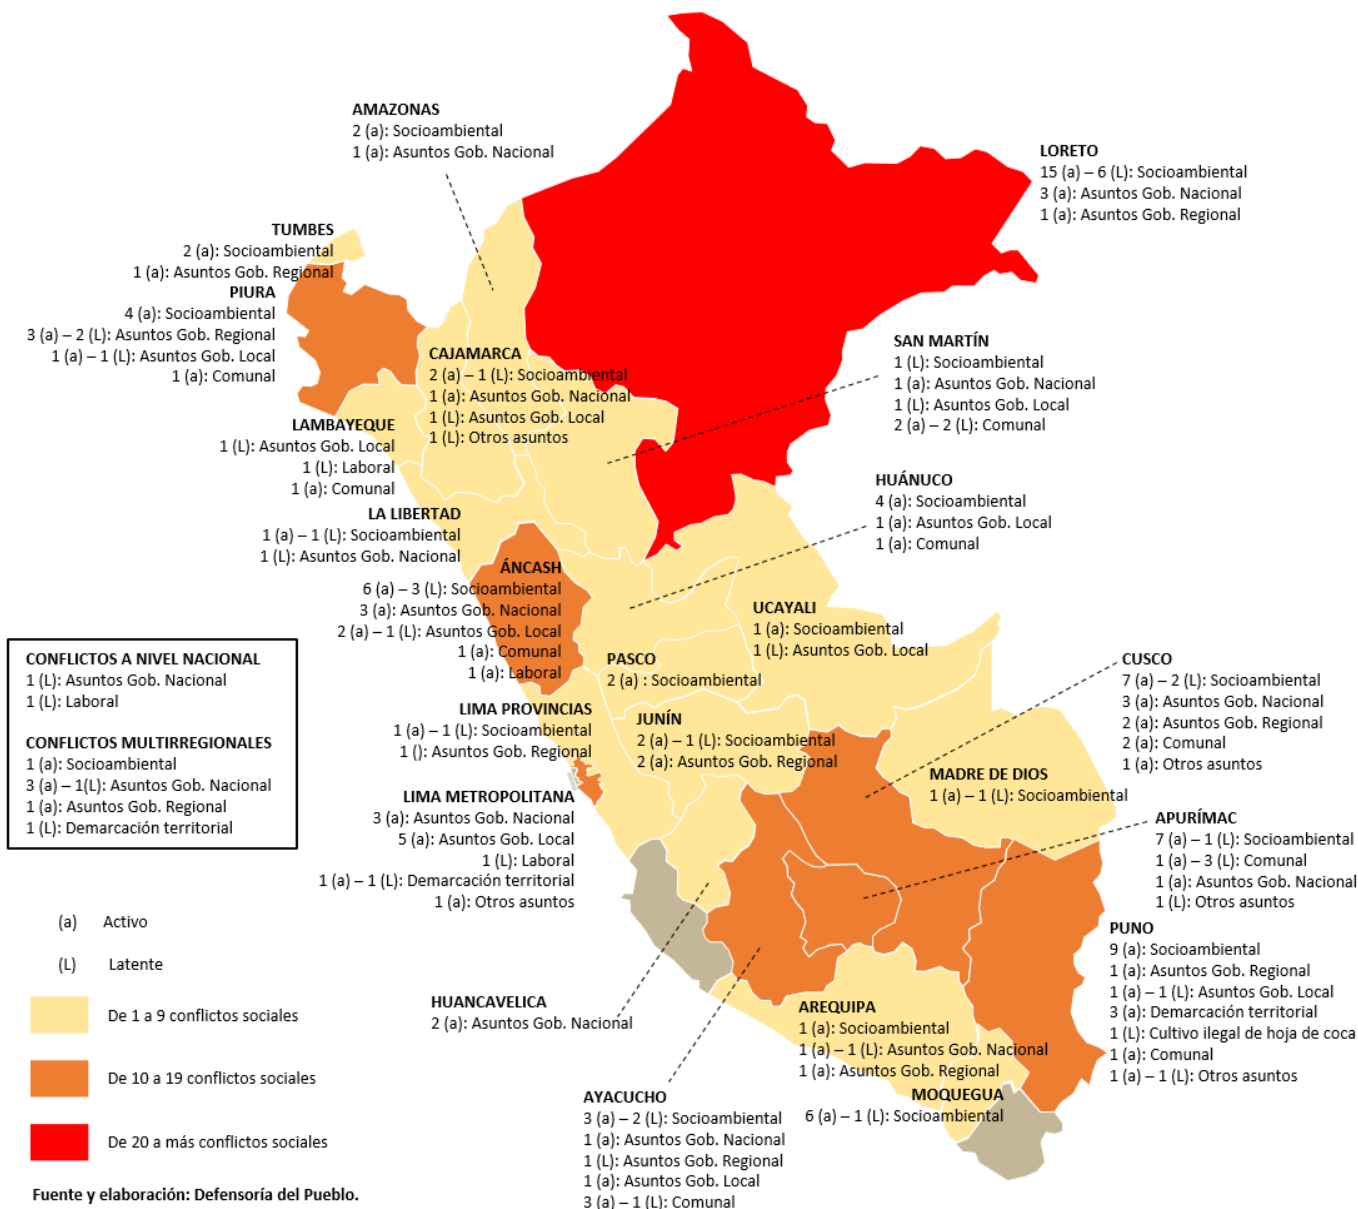 AMAZONAS
2 (a): Socioambiental
1 (a): Asuntos Gob. Nacional
LORETO
15 (a) – 6 (L): Socioambiental
3 (a): Asuntos Gob. Nacional
1 (a): Asuntos Gob. Regional
TUMBES
2 (a): Socioambiental
1 (a): Asuntos Gob. Regional
PIURA
4 (a): Socioambiental
3 (a) – 2 (L): Asuntos Gob. Regional
1 (a) – 1 (L): Asuntos Gob. Local
1 (a): Comunal
CAJAMARCA
2 (a) – 1 (L): Socioambiental
1 (a): Asuntos Gob. Nacional
1 (L): Asuntos Gob. Local
1 (L): Otros asuntos
SAN MARTÍN
1 (L): Socioambiental
1 (a): Asuntos Gob. Nacional
1 (L): Asuntos Gob. Local
2 (a) – 2 (L): Comunal
LAMBAYEQUE
1 (L): Asuntos Gob. Local
1 (L): Laboral
1 (a): Comunal
HUÁNUCO
4 (a): Socioambiental
1 (a): Asuntos Gob. Local
1 (a): Comunal
LA LIBERTAD
1 (a) – 1 (L): Socioambiental
1 (L): Asuntos Gob. Nacional
ÁNCASH
6 (a) – 3 (L): Socioambiental
3 (a): Asuntos Gob. Nacional
2 (a) – 1 (L): Asuntos Gob. Local
1 (a): Comunal
1 (a): Laboral
UCAYALI
1 (a): Socioambiental
1 (L): Asuntos Gob. Local
PASCO
2 (a) : Socioambiental
CONFLICTOS A NIVEL NACIONAL
1 (L): Asuntos Gob. Nacional
1 (L): Laboral
CONFLICTOS MULTIRREGIONALES
1 (a): Socioambiental
3 (a) – 1(L): Asuntos Gob. Nacional
1 (a): Asuntos Gob. Regional
1 (L): Demarcación territorial
CUSCO
7 (a) – 2 (L): Socioambiental
3 (a): Asuntos Gob. Nacional
2 (a): Asuntos Gob. Regional
2 (a): Comunal
1 (a): Otros asuntos
LIMA PROVINCIAS
1 (a) – 1 (L): Socioambiental
1 (): Asuntos Gob. Regional
JUNÍN
2 (a) – 1 (L): Socioambiental
2 (a): Asuntos Gob. Regional
MADRE DE DIOS
1 (a) – 1 (L): Socioambiental
LIMA METROPOLITANA
3 (a): Asuntos Gob. Nacional
5 (a): Asuntos Gob. Local
1 (L): Laboral
1 (a) – 1 (L): Demarcación territorial
1 (a): Otros asuntos
APURÍMAC
7 (a) – 1 (L): Socioambiental
1 (a) – 3 (L): Comunal
1 (a): Asuntos Gob. Nacional
1 (L): Otros asuntos
PUNO
9 (a): Socioambiental
1 (a): Asuntos Gob. Regional
1 (a) – 1 (L): Asuntos Gob. Local
3 (a): Demarcación territorial
1 (L): Cultivo ilegal de hoja de coca
1 (a): Comunal
1 (a) – 1 (L): Otros asuntos
HUANCAVELICA
2 (a): Asuntos Gob. Nacional
AREQUIPA
1 (a): Socioambiental
1 (a) – 1 (L): Asuntos Gob. Nacional
1 (a): Asuntos Gob. Regional
MOQUEGUA
6 (a) – 1 (L): Socioambiental
AYACUCHO
3 (a) – 2 (L): Socioambiental
1 (a): Asuntos Gob. Nacional
1 (L): Asuntos Gob. Regional
1 (a): Asuntos Gob. Local
3 (a) – 1 (L): Comunal
(a) Activo
(L) Latente
De 1 a 9 conflictos sociales
De 10 a 19 conflictos sociales
De 20 a más conflictos sociales
Fuente y elaboración: Defensoría del Pueblo.